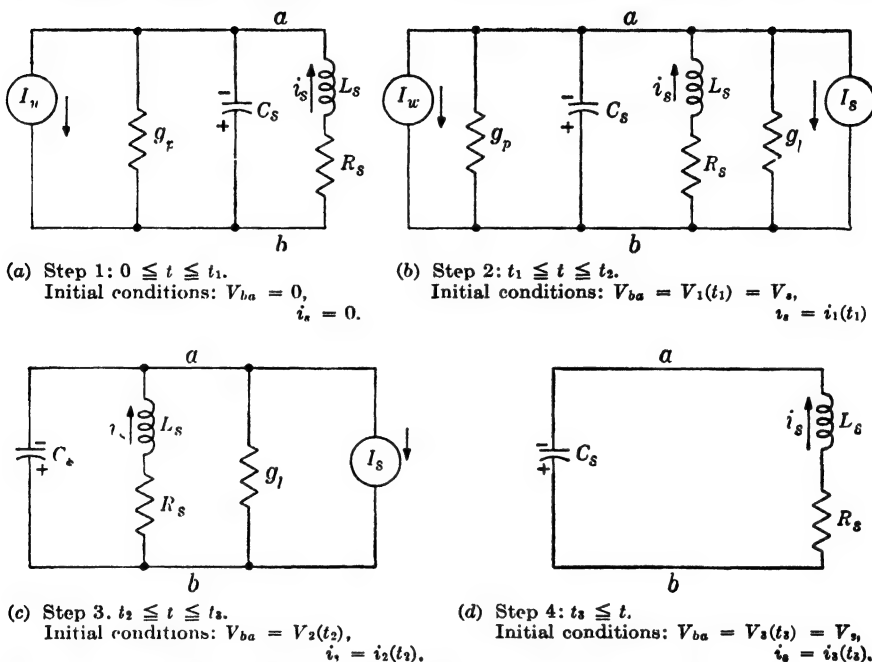 a
a
I_u
g_p
C_s
i_s
L_s
R_s
I_w
g_p
C_s
i_s
L_s
R_s
g_l
I_s
b
b
(a) Step 1: 0 ≦ t ≦ t₁.
Initial conditions: V_ba = 0,
i_s = 0.
(b) Step 2: t₁ ≦ t ≦ t₂.
Initial conditions: V_ba = V₁(t₁) = V_s,
i_s = i₁(t₁)
a
a
C_s
L_s
R_s
g_l
I_s
C_s
i_s
L_s
R_s
b
b
(c) Step 3. t₂ ≦ t ≦ t₃.
Initial conditions: V_ba = V₂(t₂),
i_s = i₂(t₂),
(d) Step 4: t₃ ≦ t.
Initial conditions: V_ba = V₃(t₃) = V_s,
i_s = i₃(t₃),